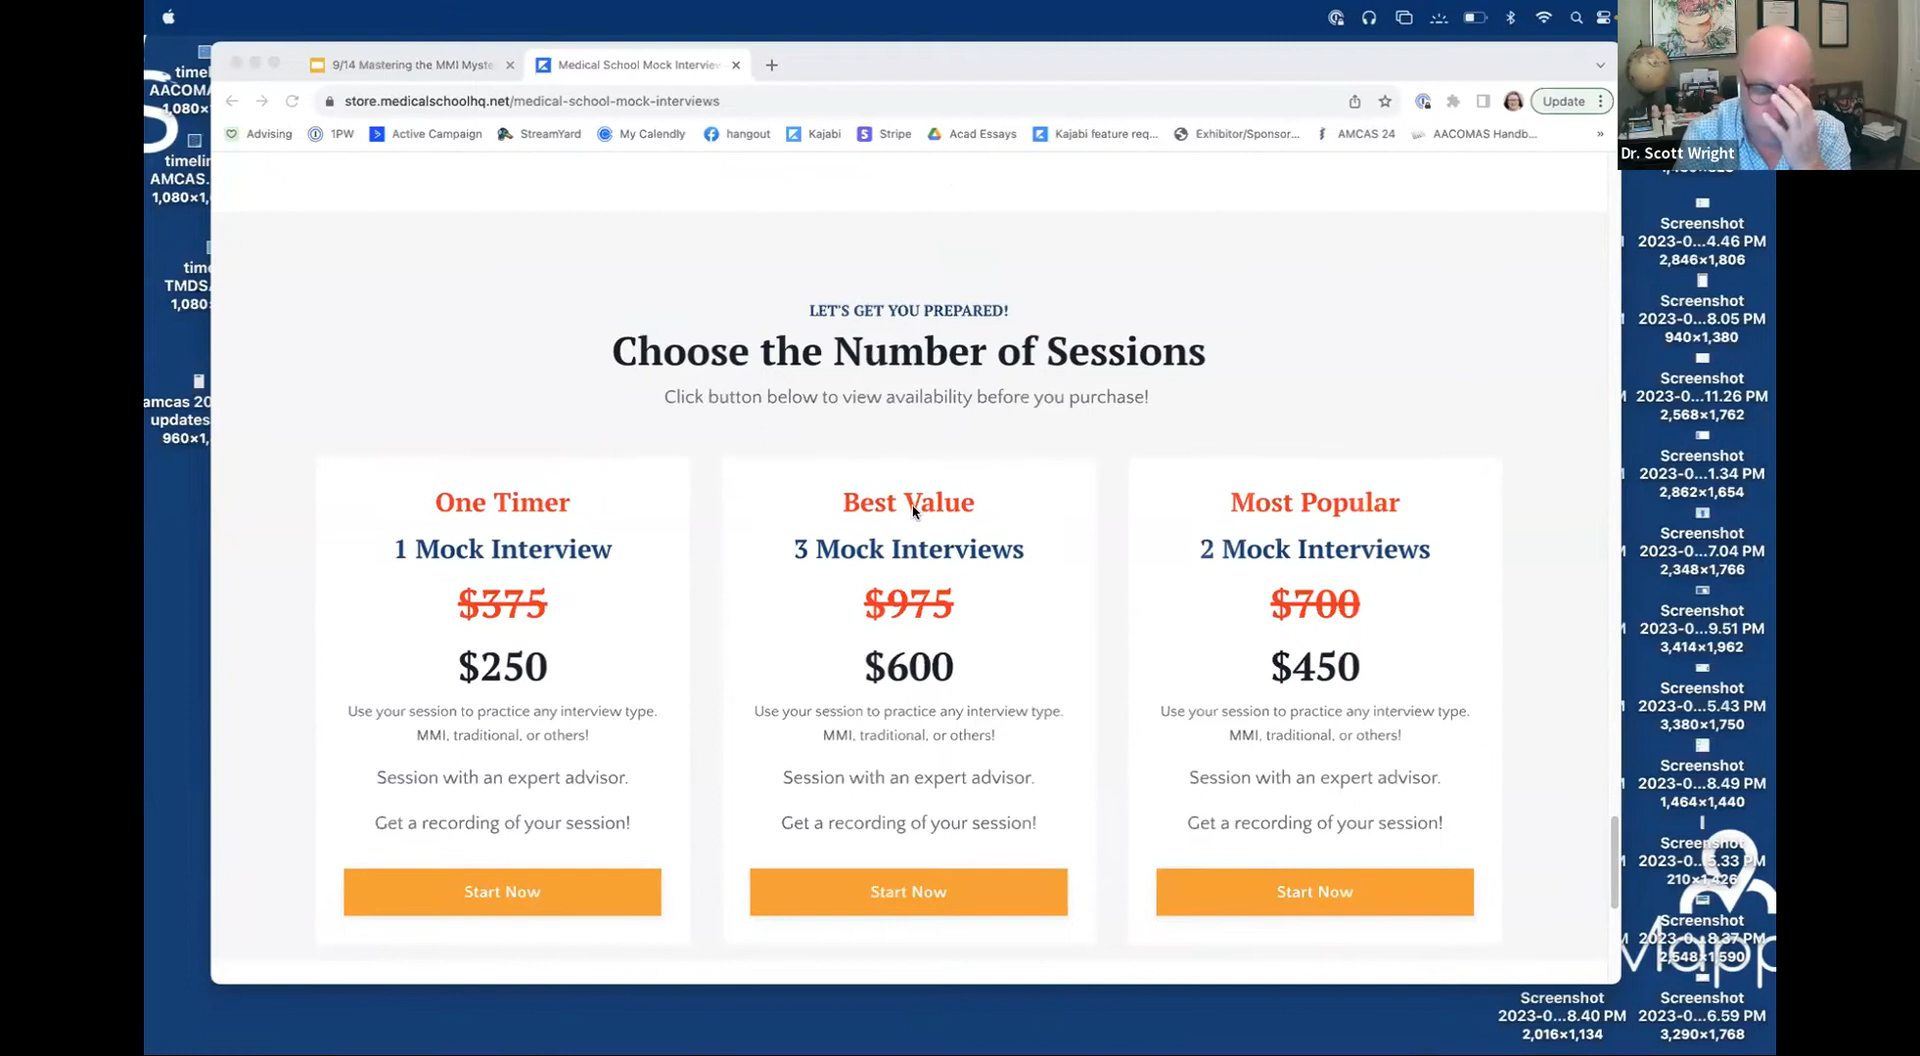 9/14 Mastering the MMI Myste
Medical School Mock Interview
store.medicalschoolhq.net/medical-school-mock-interviews
Update
Advising
1PW
Active Campaign
StreamYard
My Calendly
hangout
Kajabi
Stripe
Acad Essays
Kajabi feature req...
Exhibitor/Sponsor...
AMCAS 24
AACOMAS Handb...
»
Dr. Scott Wright
LET'S GET YOU PREPARED!
Choose the Number of Sessions
Click button below to view availability before you purchase!
One Timer
1 Mock Interview
$375
$250
Use your session to practice any interview type.
MMI, traditional, or others!
Session with an expert advisor.
Get a recording of your session!
Start Now
Best Value
3 Mock Interviews
$975
$600
Use your session to practice any interview type.
MMI, traditional, or others!
Session with an expert advisor.
Get a recording of your session!
Start Now
Most Popular
2 Mock Interviews
$700
$450
Use your session to practice any interview type.
MMI, traditional, or others!
Session with an expert advisor.
Get a recording of your session!
Start Now
S
timel
AACOMA
1,080×
timelin
AMCAS.
1,080×1,
time
TMDS
1,080
amcas 20
updates
960×1,
Screenshot
2023-0...4.46 PM
2,846×1,806
Screenshot
2023-0...8.05 PM
940×1,380
Screenshot
2023-0...11.26 PM
2,568×1,762
Screenshot
2023-0...1.34 PM
2,862×1,654
Screenshot
2023-0...7.04 PM
2,348×1,766
Screenshot
2023-0...9.51 PM
3,414×1,962
Screenshot
2023-0...5.43 PM
3,380×1,750
Screenshot
2023-0...8.49 PM
1,464×1,440
Screenshot
2023-0...5.33 PM
210×1,426
Screenshot
2023-0...8.37 PM
2,548×1,590
Mapp
Screenshot
2023-0...8.40 PM
2,016×1,134
Screenshot
2023-0...6.59 PM
3,290×1,768